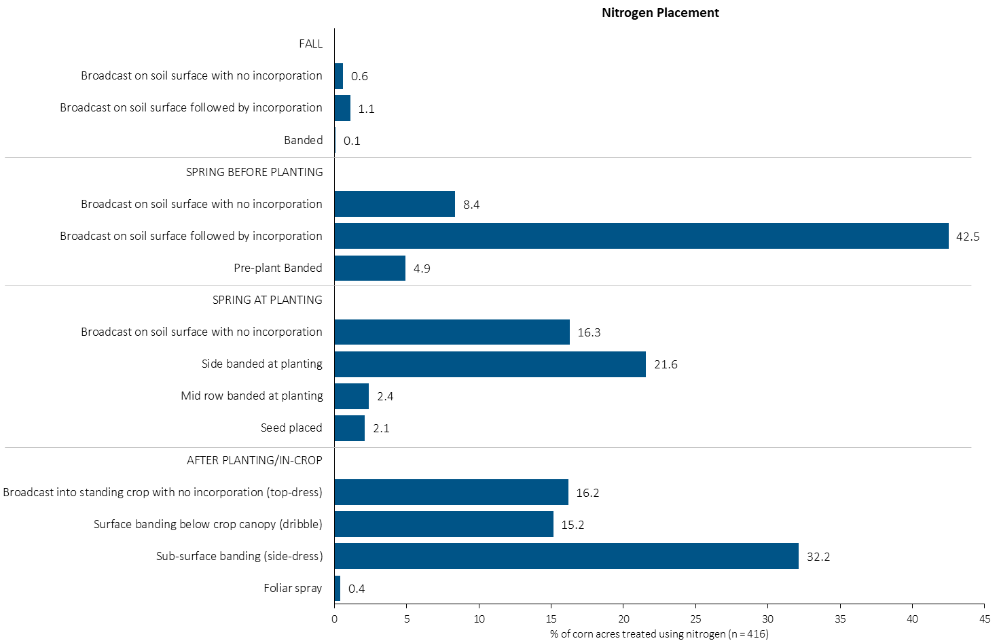 Nitrogen Placement
FALL
Broadcast on soil surface with no incorporation 0.6
Broadcast on soil surface followed by incorporation 1.1
Banded 0.1
SPRING BEFORE PLANTING
Broadcast on soil surface with no incorporation 8.4
Broadcast on soil surface followed by incorporation 42.5
Pre-plant Banded 4.9
SPRING AT PLANTING
Broadcast on soil surface with no incorporation 16.3
Side banded at planting 21.6
Mid row banded at planting 2.4
Seed placed 2.1
AFTER PLANTING/IN-CROP
Broadcast into standing crop with no incorporation (top-dress) 16.2
Surface banding below crop canopy (dribble) 15.2
Sub-surface banding (side-dress) 32.2
Foliar spray 0.4
0 5 10 15 20 25 30 35 40 45
% of corn acres treated using nitrogen (n = 416)